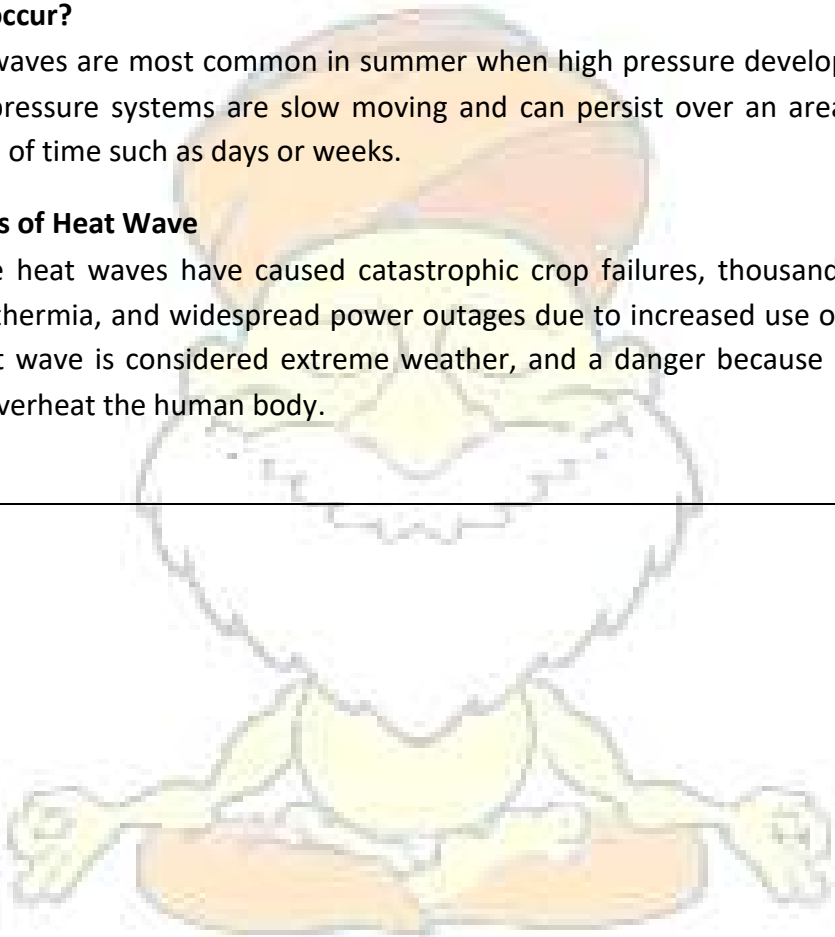 occur?
waves are most common in summer when high pressure develop
pressure systems are slow moving and can persist over an area
of time such as days or weeks.
s of Heat Wave
e heat waves have caused catastrophic crop failures, thousand
thermia, and widespread power outages due to increased use o
t wave is considered extreme weather, and a danger because
verheat the human body.